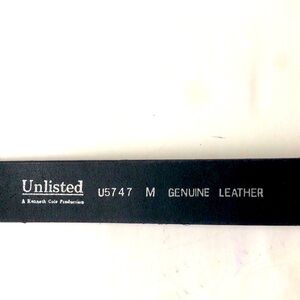 Unlisted U5747 M GENUINE LEATHER
A Kenneth Cole Production